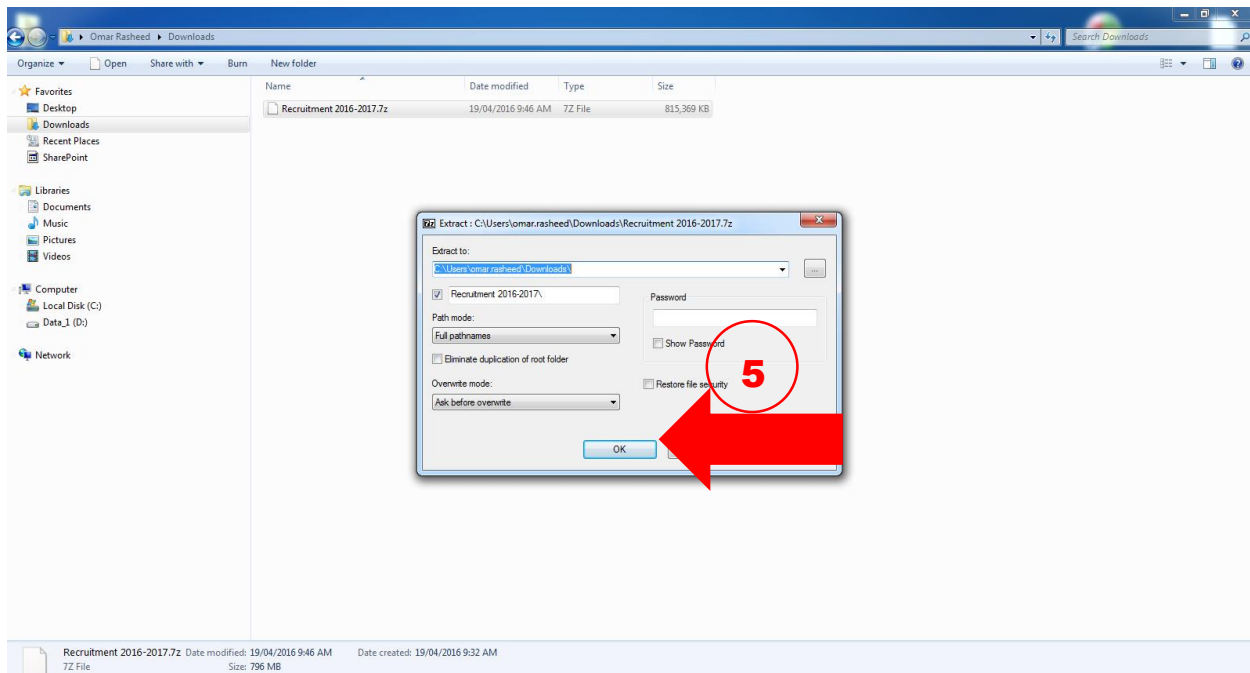 Omar Rasheed Downloads
Search Downloads
Organize Open Share with Burn New folder
Name Date modified Type Size
Recruitment 2016-2017.7z 19/04/2016 9:46 AM 7Z File 815,369 KB
Favorites
Desktop
Downloads
Recent Places
SharePoint
Libraries
Documents
Music
Pictures
Videos
Computer
Local Disk (C:)
Data_1 (D:)
Network
Extract : C:\Users\omar.rasheed\Downloads\Recruitment 2016-2017.7z
Extract to:
C:\Users\omar.rasheed\Downloads\
...
Recruitment 2016-2017\
Path mode:
Full pathnames
Eliminate duplication of root folder
Overwrite mode:
Ask before overwrite
Password
Show Password
Restore file security
5
OK
Recruitment 2016-2017.7z Date modified: 19/04/2016 9:46 AM Date created: 19/04/2016 9:32 AM
7Z File Size: 796 MB